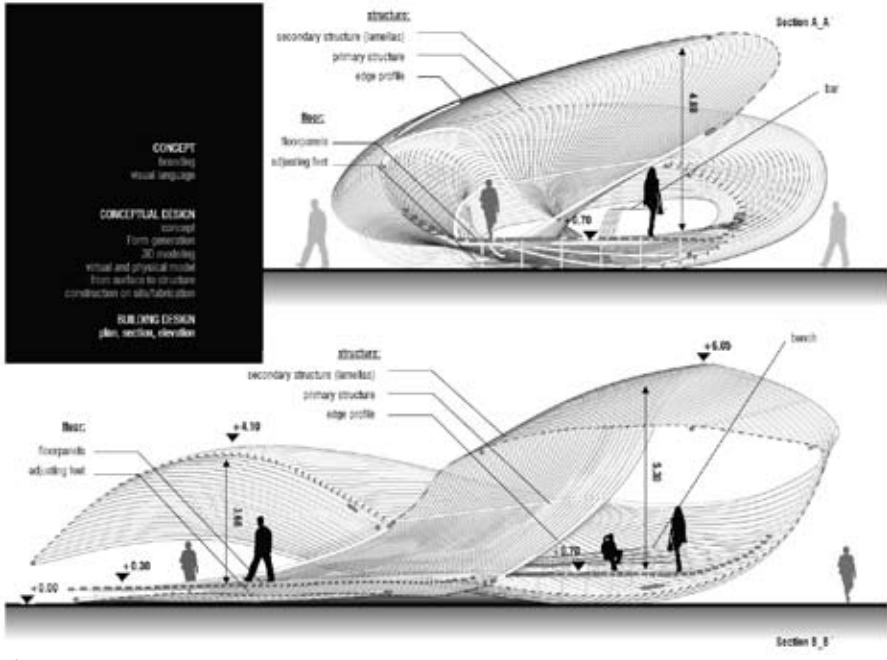 CONCEPT
branding
visual language
CONCEPTUAL DESIGN
concept
Form generation
3D modeling
virtual and physical model
from surface to structure
construction on site/fabrication
BUILDING DESIGN
plan, section, elevation
structure:
secondary structure (lamellas)
primary structure
edge profile
floor:
floorpanels
adjusting feet
Section A_A`
bar
+0.70
structure:
secondary structure (lamellas)
primary structure
edge profile
floor:
floorpanels
adjusting feet
+4.10
3.60
+0.30
+0.00
+6.05
bench
5.30
+0.70
Section B_B`